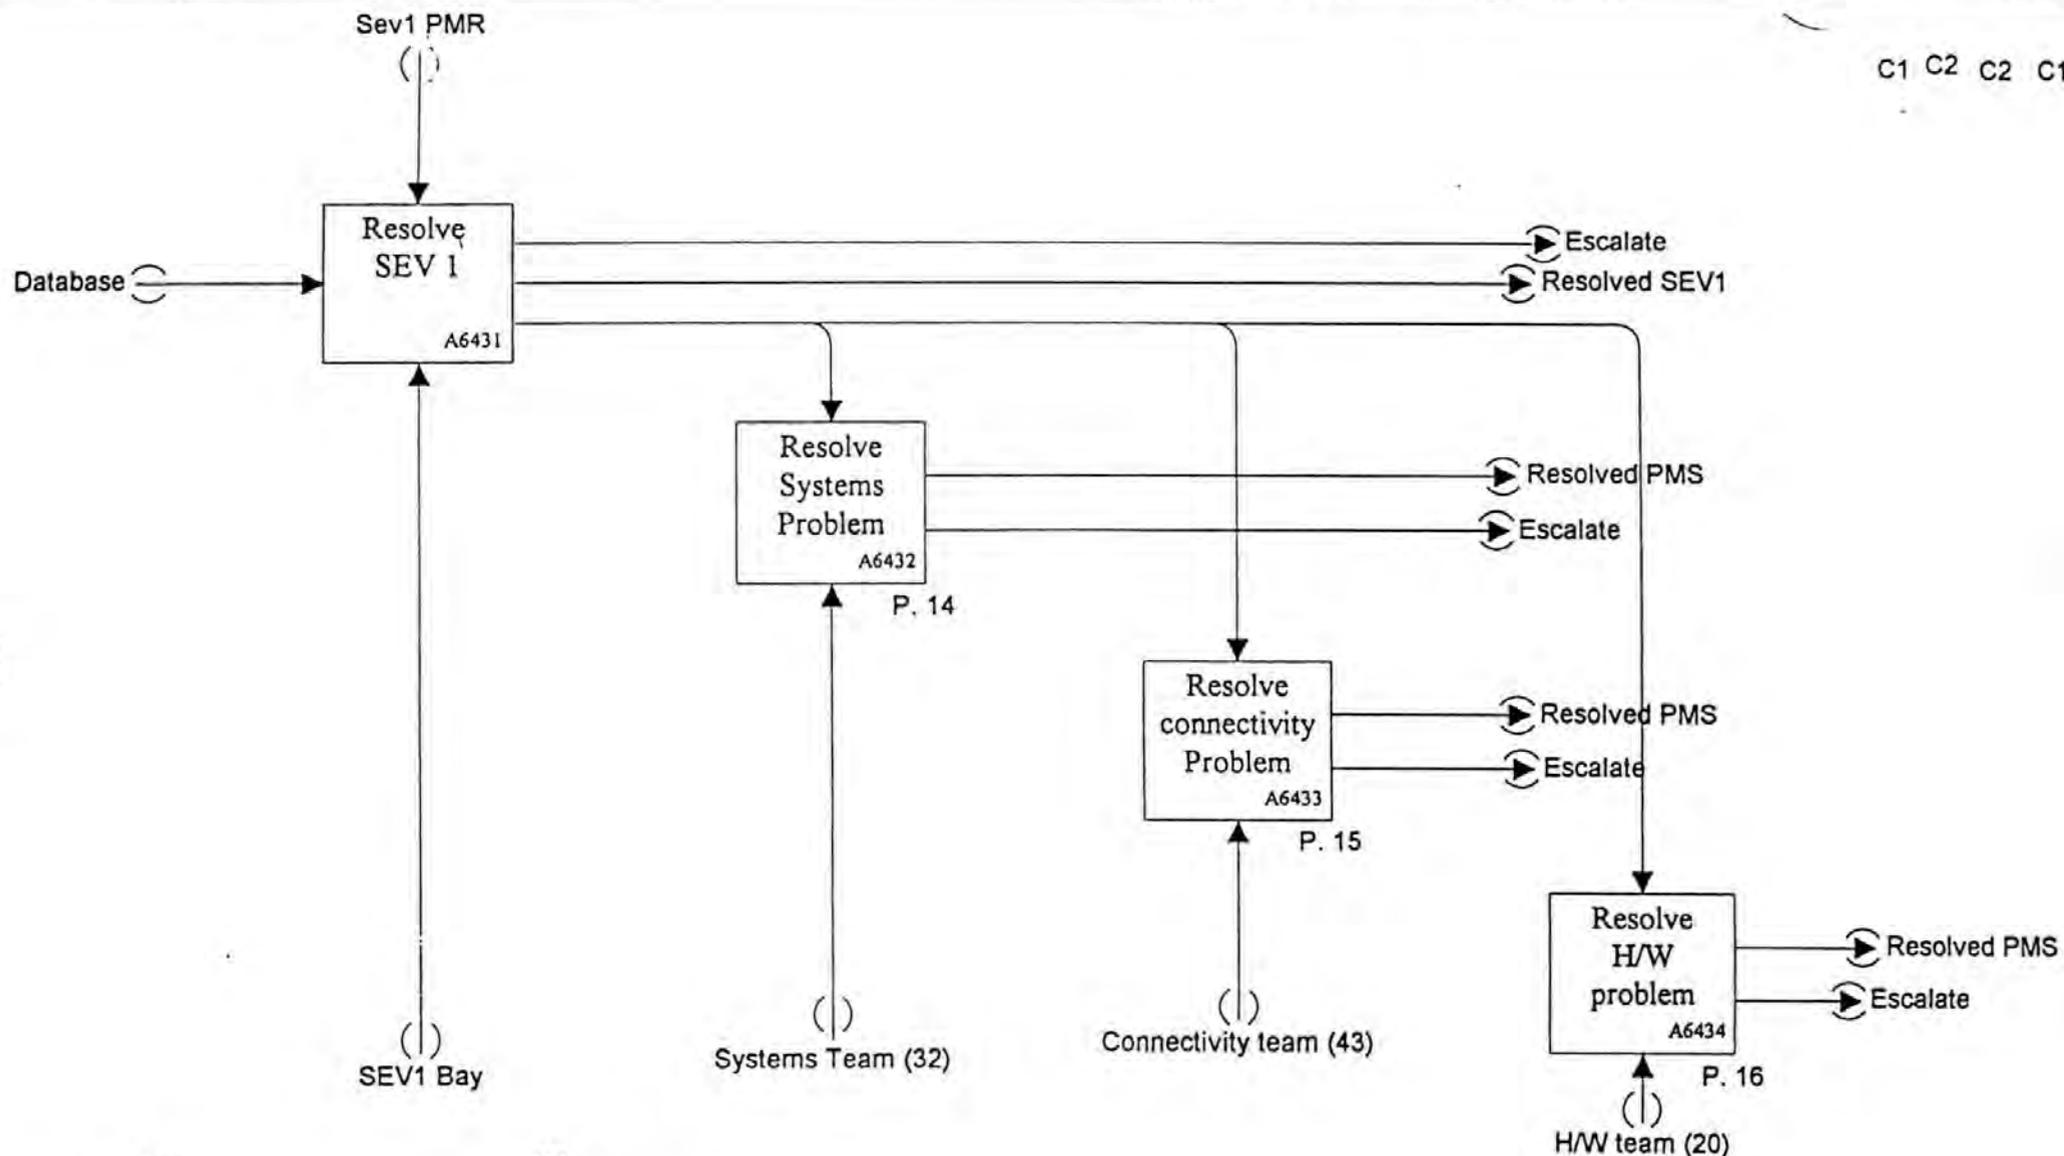 Sev1 PMR
C1 C2 C2 C1
Resolve
SEV 1
A6431
Database
Escalate
Resolved SEV1
Resolve
Systems
Problem
A6432
P. 14
Resolved PMS
Escalate
Resolve
connectivity
Problem
A6433
P. 15
Resolved PMS
Escalate
Resolve
H/W
problem
A6434
P. 16
Resolved PMS
Escalate
SEV1 Bay
Systems Team (32)
Connectivity team (43)
H/W team (20)